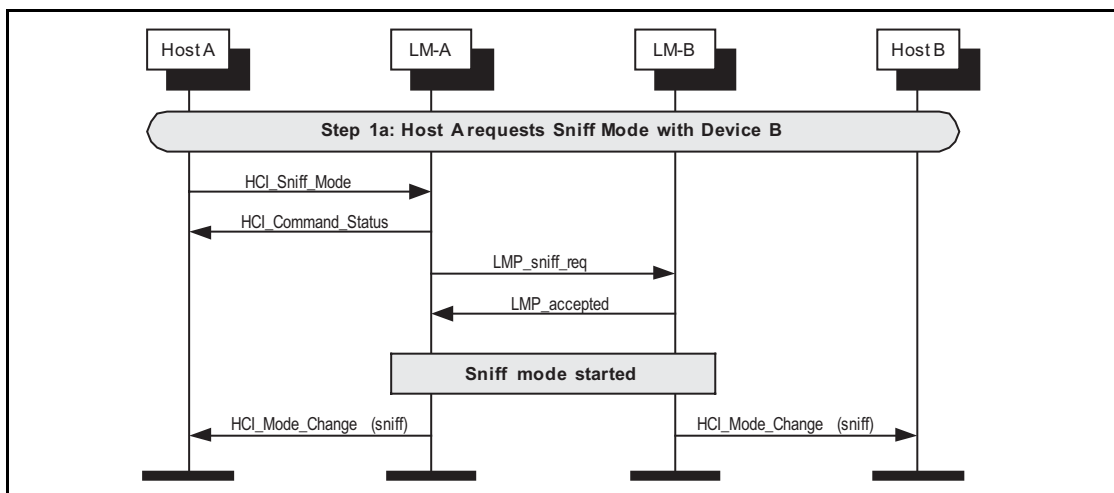 Host A
LM-A
LM-B
Host B
Step 1a: Host A requests Sniff Mode with Device B
HCI_Sniff_Mode
HCI_Command_Status
LMP_sniff_req
LMP_accepted
Sniff mode started
HCI_Mode_Change (sniff)
HCI_Mode_Change (sniff)